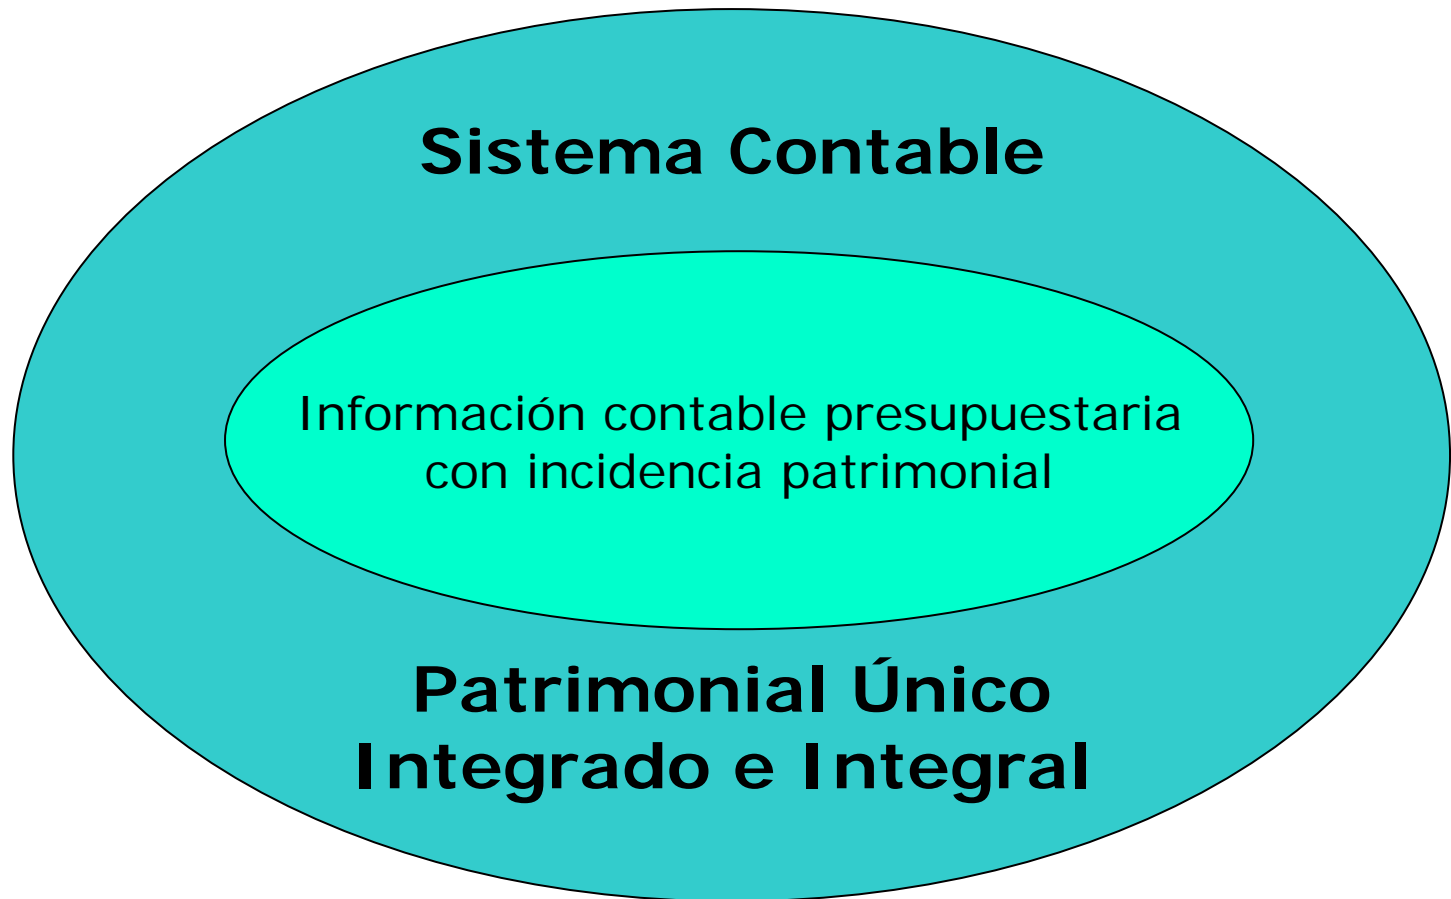 Sistema Contable
Información contable presupuestaria
con incidencia patrimonial
Patrimonial Único
Integrado e Integral